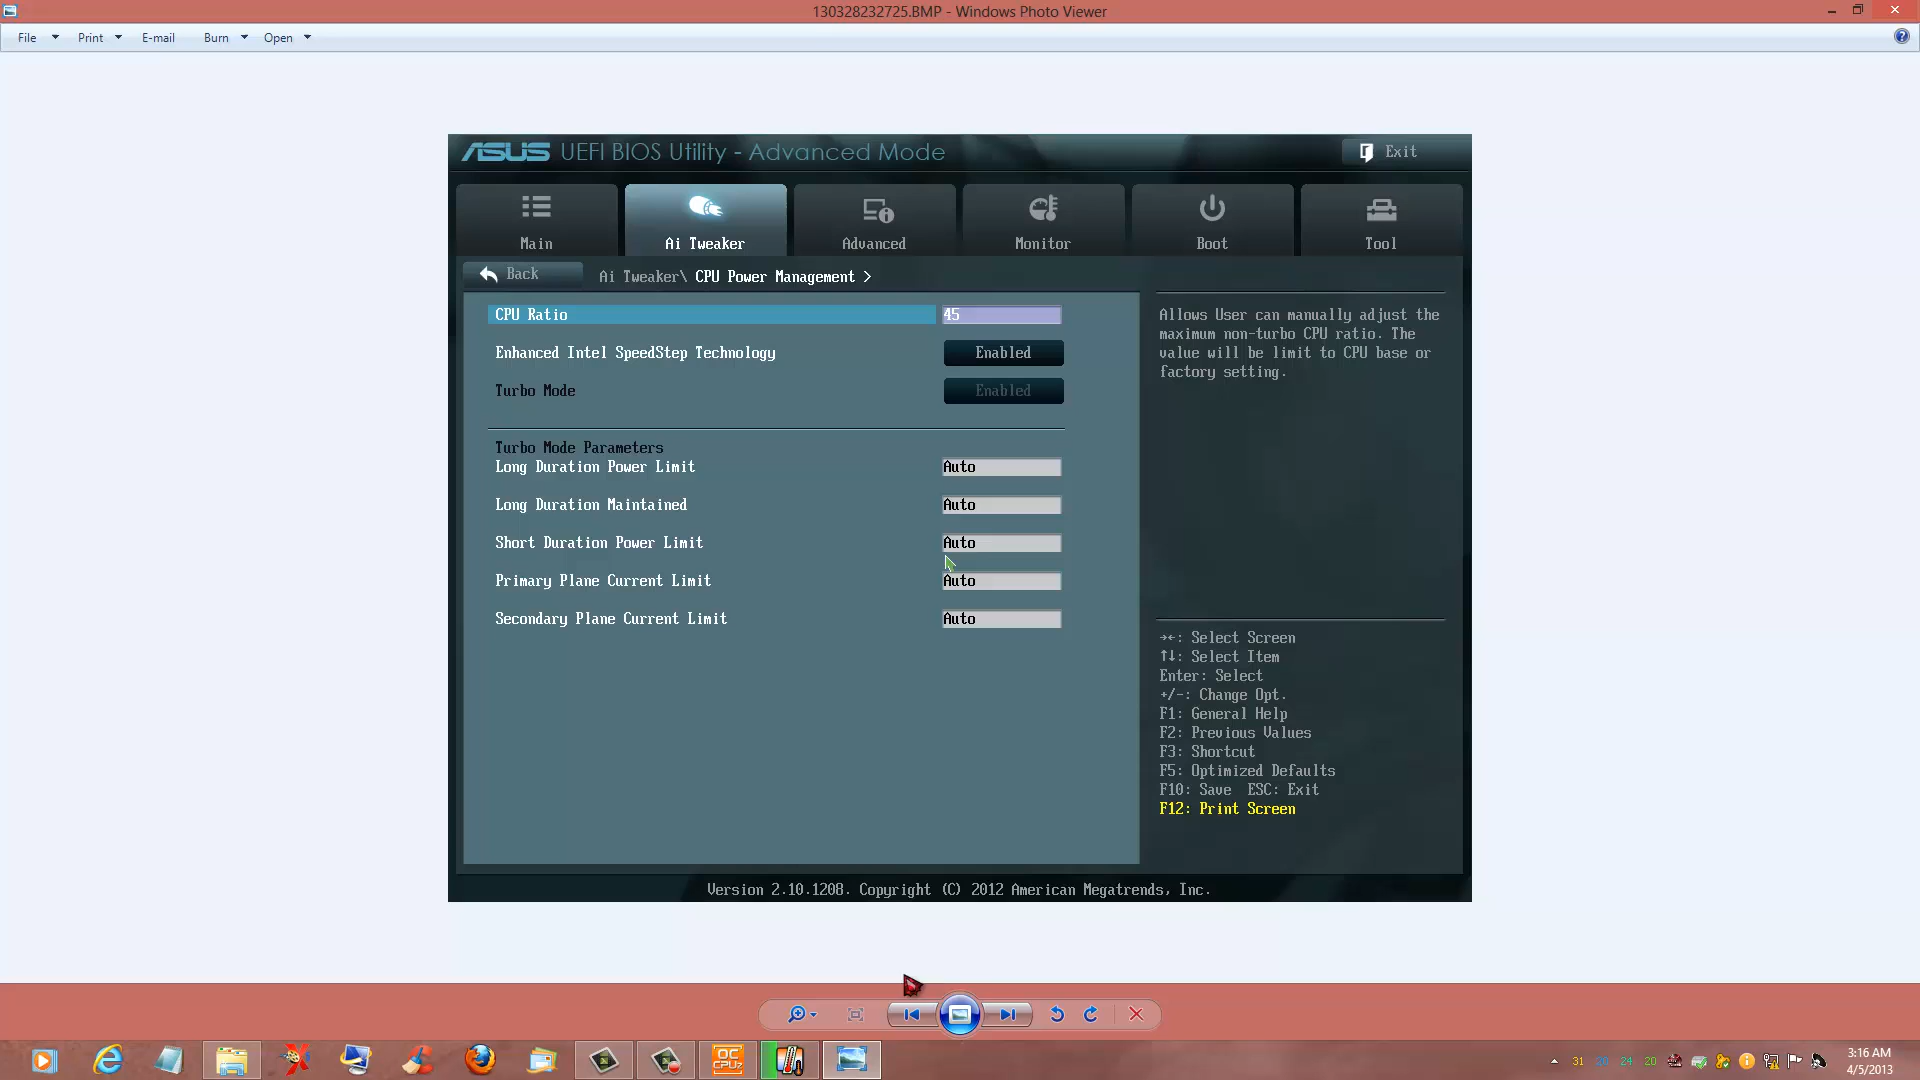 130328232725.BMP - Windows Photo Viewer
File Print E-mail Burn Open
ASUS UEFI BIOS Utility - Advanced Mode
Exit
Main Ai Tweaker Advanced Monitor Boot Tool
Back Ai Tweaker\ CPU Power Management >
CPU Ratio 45
Enhanced Intel SpeedStep Technology Enabled
Turbo Mode Enabled
Turbo Mode Parameters
Long Duration Power Limit Auto
Long Duration Maintained Auto
Short Duration Power Limit Auto
Primary Plane Current Limit Auto
Secondary Plane Current Limit Auto
Allows User can manually adjust the
maximum non-turbo CPU ratio. The
value will be limit to CPU base or
factory setting.
→←: Select Screen
↑↓: Select Item
Enter: Select
+/-: Change Opt.
F1: General Help
F2: Previous Values
F3: Shortcut
F5: Optimized Defaults
F10: Save ESC: Exit
F12: Print Screen
Version 2.10.1208. Copyright (C) 2012 American Megatrends, Inc.
OC
CPUz
31 24 20
3:16 AM
4/5/2013